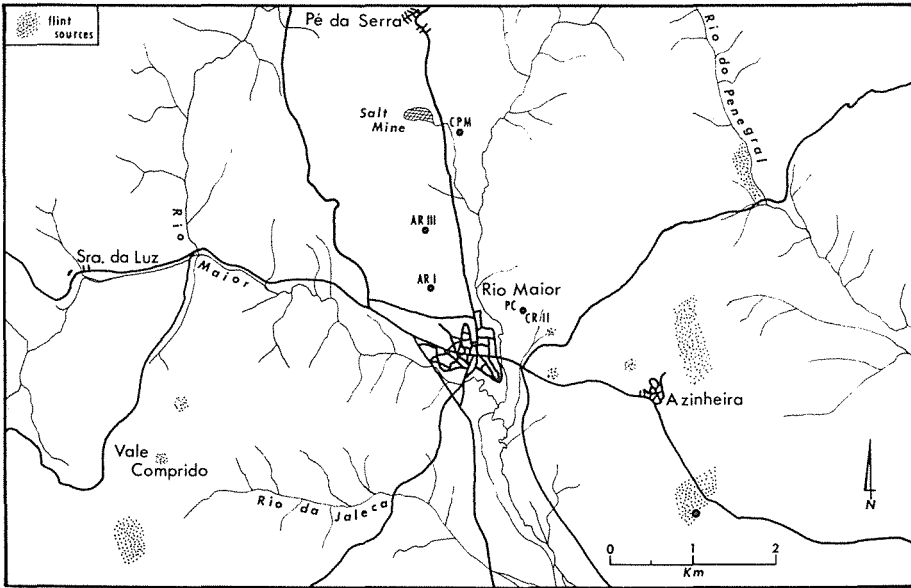 flint
sources
Pé da Serra
Rio do Penegral
Salt
Mine
CPM
AR III
Rio
Maior
Sra. da Luz
AR I
Rio Maior
PC
CR/II
Azinheira
Vale
Comprido
Rio da Jaleca
N
0 1 2
Km